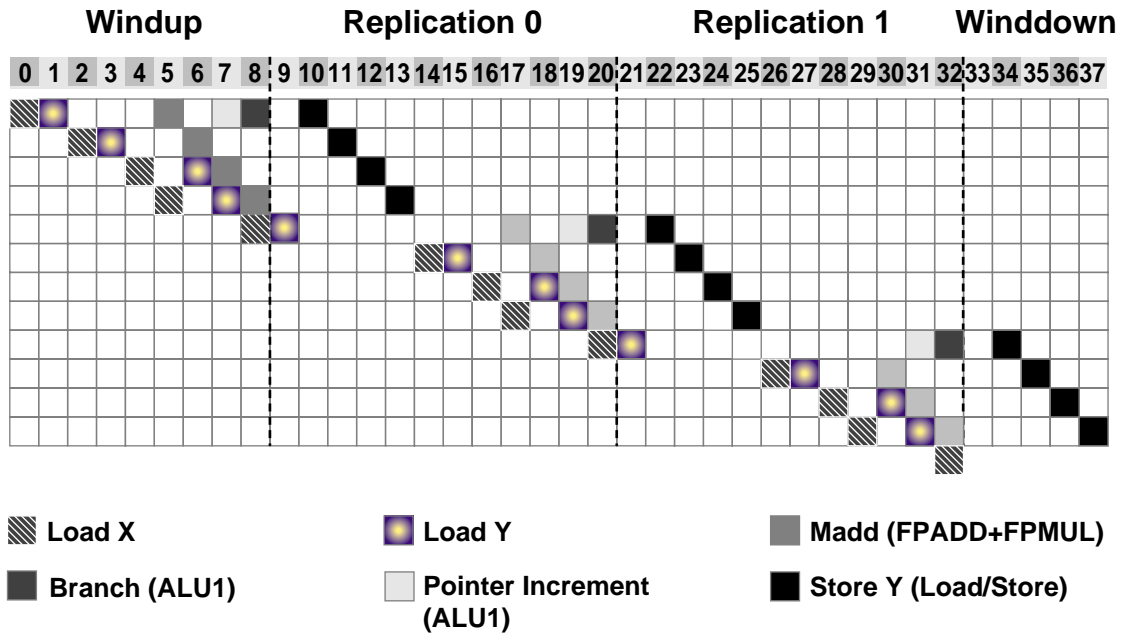 Windup Replication 0 Replication 1 Winddown
0 1 2 3 4 5 6 7 8 9 10 11 12 13 14 15 16 17 18 19 20 21 22 23 24 25 26 27 28 29 30 31 32 33 34 35 36 37
Load X Load Y Madd (FPADD+FPMUL)
Branch (ALU1) Pointer Increment Store Y (Load/Store)
(ALU1)